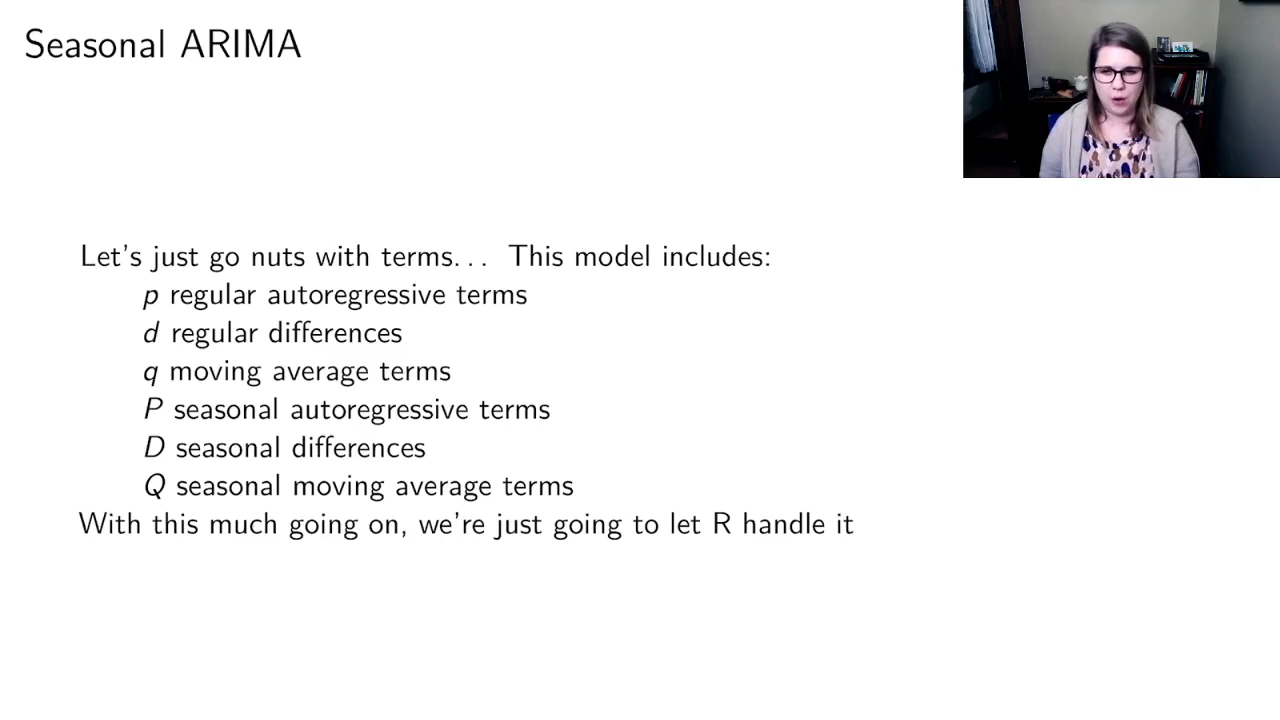 Seasonal ARIMA
Let's just go nuts with terms... This model includes:
p regular autoregressive terms
d regular differences
q moving average terms
P seasonal autoregressive terms
D seasonal differences
Q seasonal moving average terms
With this much going on, we're just going to let R handle it